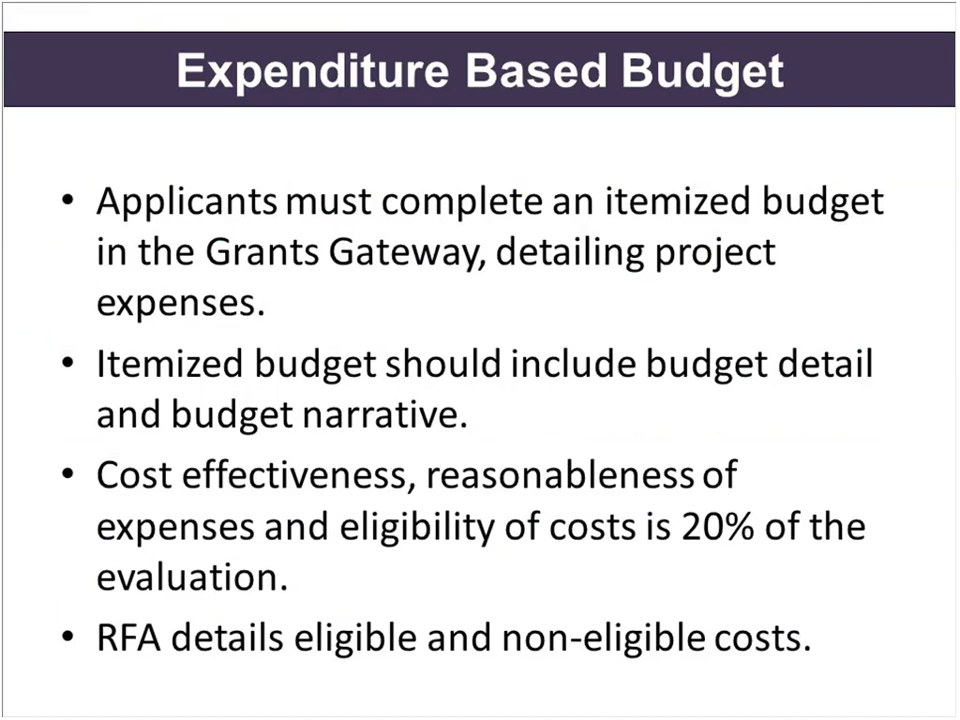 Expenditure Based Budget
• Applicants must complete an itemized budget
in the Grants Gateway, detailing project
expenses.
• Itemized budget should include budget detail
and budget narrative.
• Cost effectiveness, reasonableness of
expenses and eligibility of costs is 20% of the
evaluation.
• RFA details eligible and non-eligible costs.